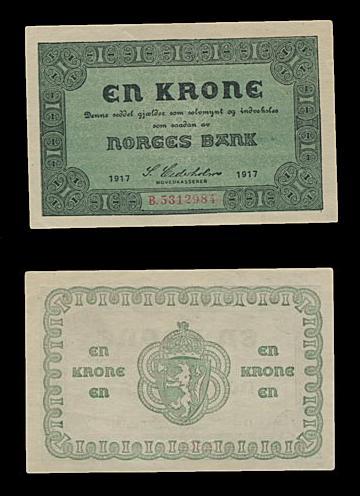 EN KRONE
Denne seddel gjælder som solvmynt og indveksles
som saadan av
NORGES BANK
1917 1917
HOVEDKASSERER
B.5312984
EN EN
KRONE KRONE
EN EN